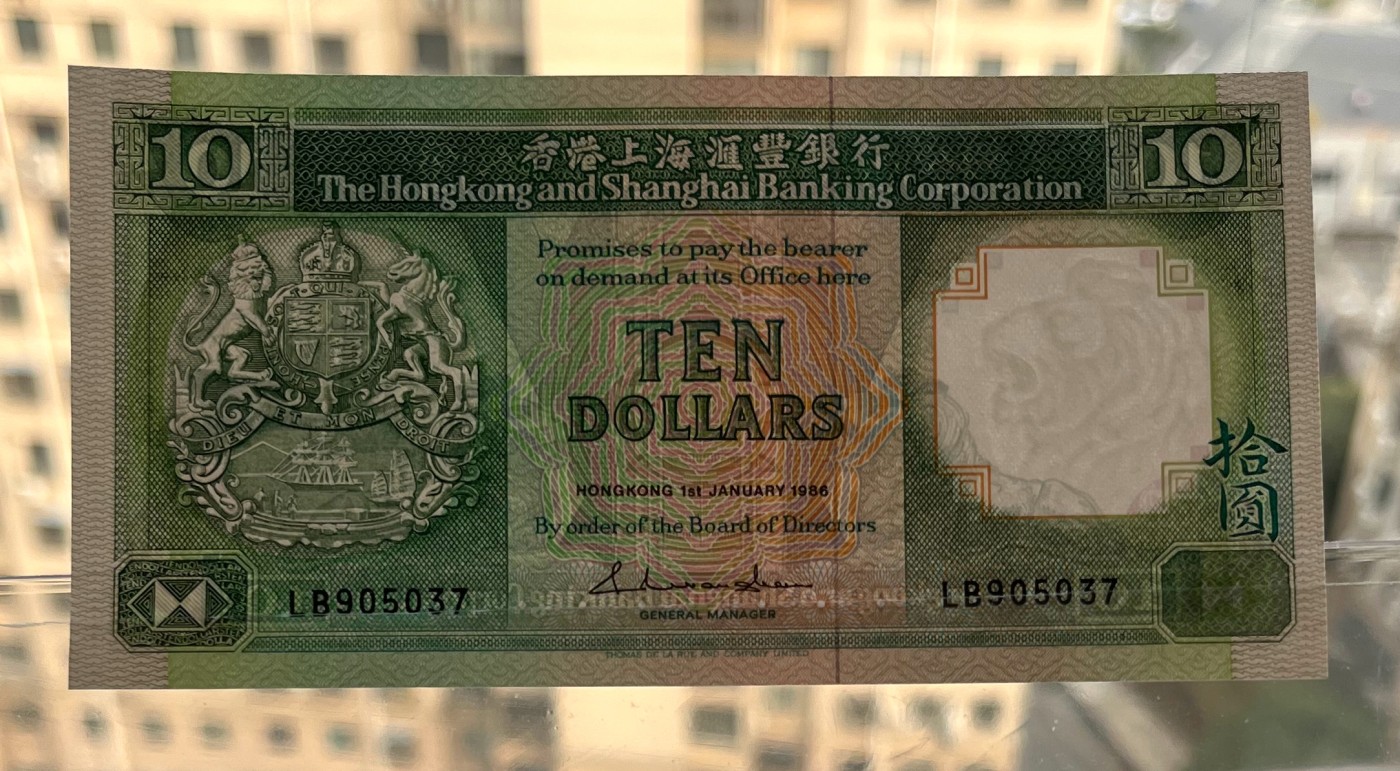 10
香港上海滙豐銀行
10
The Hongkong and Shanghai Banking Corporation
Promises to pay the bearer
on demand at its Office here
TEN
DOLLARS
HONGKONG 1st JANUARY 1986
By order of the Board of Directors
GENERAL MANAGER
QUI
DIEU ET MON DROIT
拾
圓
LB905037
LB905037
THOMAS DE LA RUE AND COMPANY LIMITED